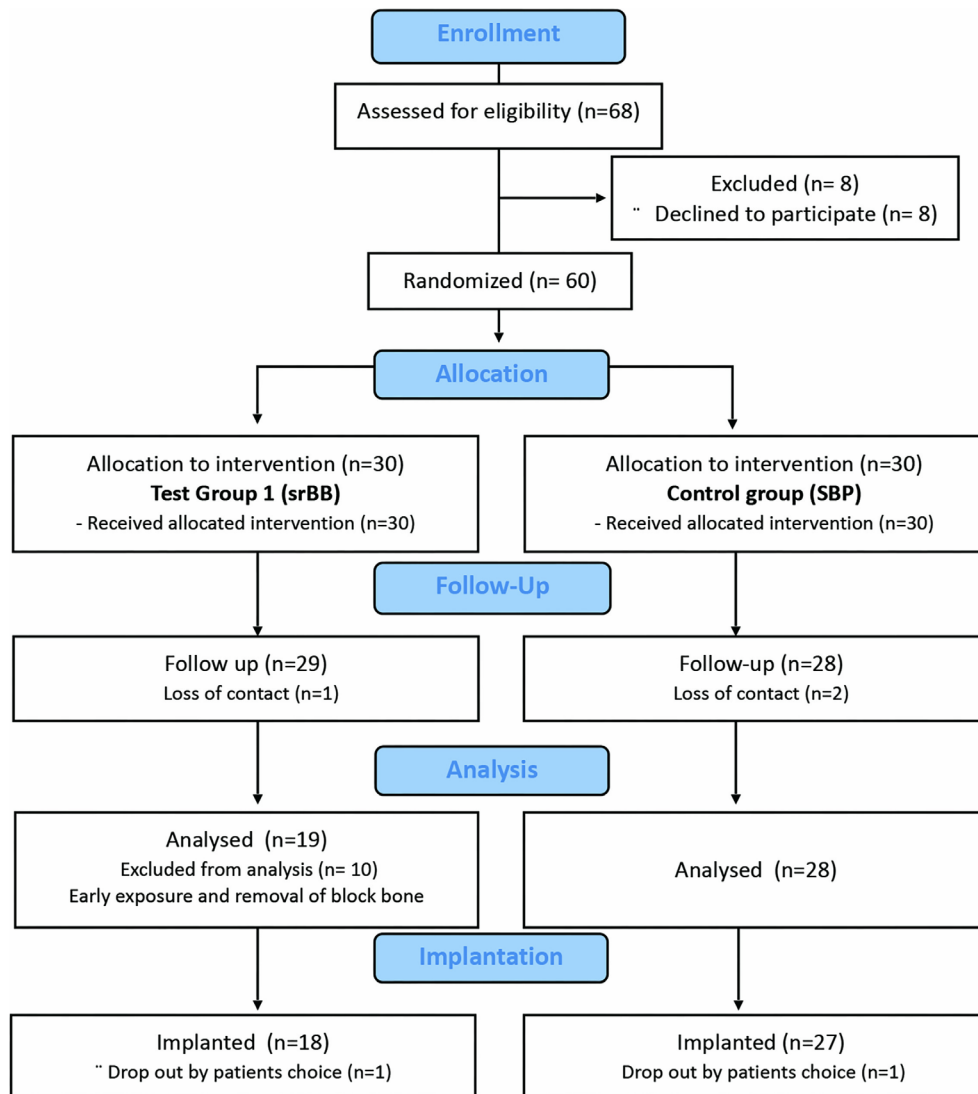 Enrollment
Assessed for eligibility (n=68)
Excluded (n= 8)
¨ Declined to participate (n= 8)
Randomized (n= 60)
Allocation
Allocation to intervention (n=30)
Test Group 1 (srBB)
- Received allocated intervention (n=30)
Allocation to intervention (n=30)
Control group (SBP)
- Received allocated intervention (n=30)
Follow-Up
Follow up (n=29)
Loss of contact (n=1)
Follow-up (n=28)
Loss of contact (n=2)
Analysis
Analysed (n=19)
Excluded from analysis (n= 10)
Early exposure and removal of block bone
Analysed (n=28)
Implantation
Implanted (n=18)
¨ Drop out by patients choice (n=1)
Implanted (n=27)
Drop out by patients choice (n=1)